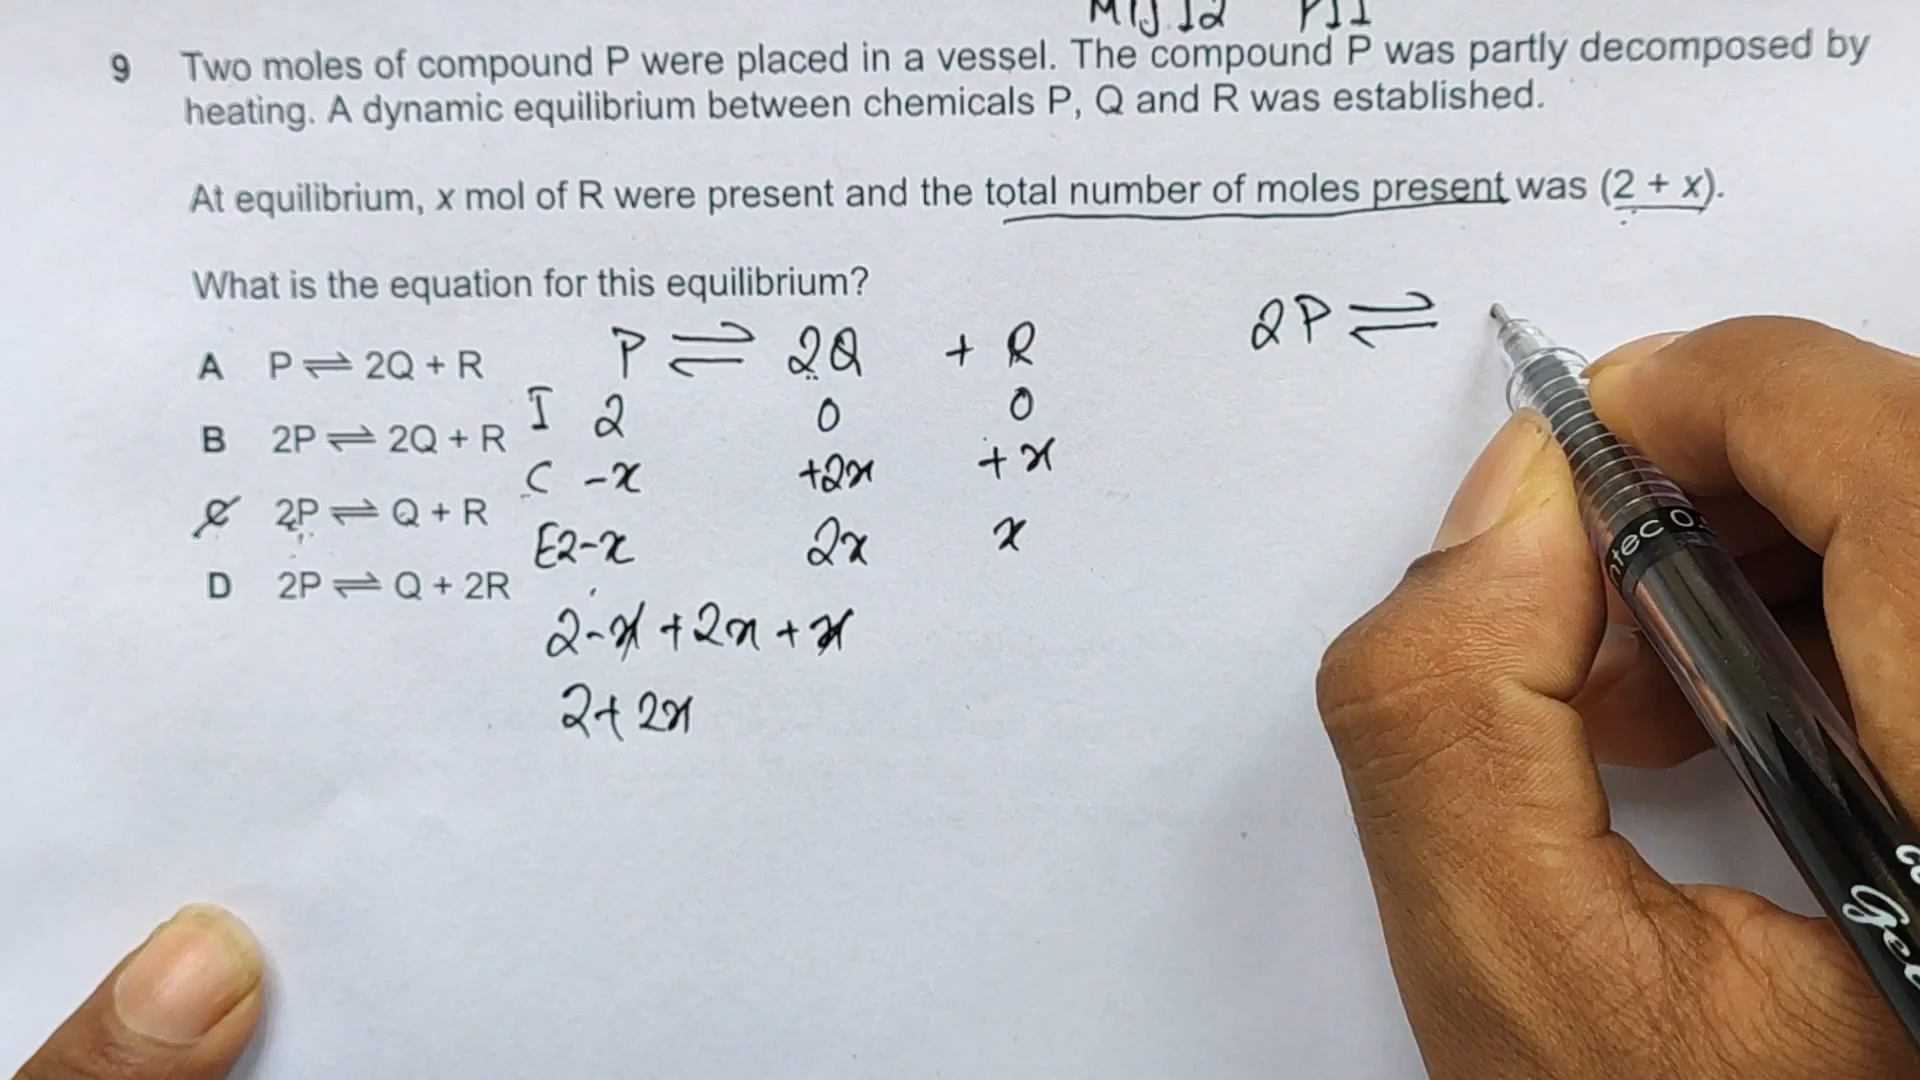 9 Two moles of compound P were placed in a vessel. The compound P was partly decomposed by
heating. A dynamic equilibrium between chemicals P, Q and R was established.
At equilibrium, x mol of R were present and the total number of moles present was (2 + x).
What is the equation for this equilibrium?
A P ⇌ 2Q + R
B 2P ⇌ 2Q + R
C 2P ⇌ Q + R
D 2P ⇌ Q + 2R
P ⇌ 2Q + R
I 2 0 0
C -x +2x +x
E 2-x 2x x
2-x+2x+x
2+2x
2P ⇌